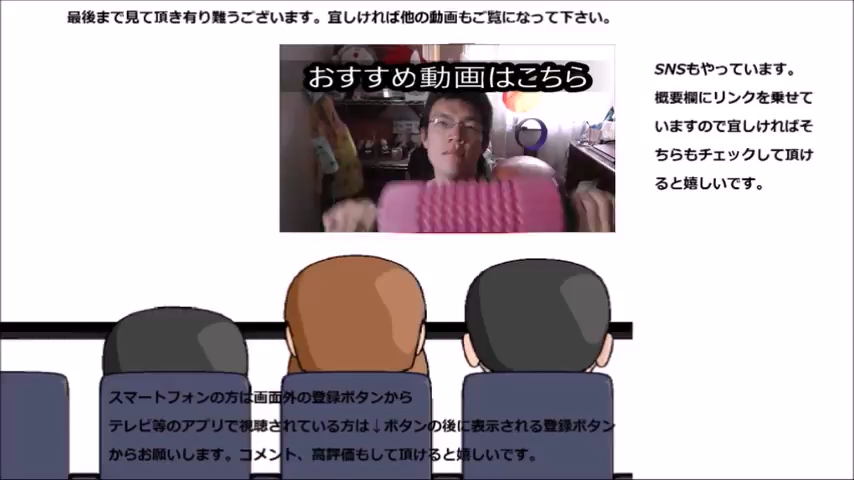 最後まで見て頂き有り難うございます。宜しければ他の動画もご覧になって下さい。
おすすめ動画はこちら
SNSもやっています。
概要欄にリンクを乗せて
いますので宜しければそ
ちらもチェックして頂け
ると嬉しいです。
スマートフォンの方は画面外の登録ボタンから
テレビ等のアプリで視聴されている方は↓ボタンの後に表示される登録ボタン
からお願いします。コメント、高評価もして頂けると嬉しいです。